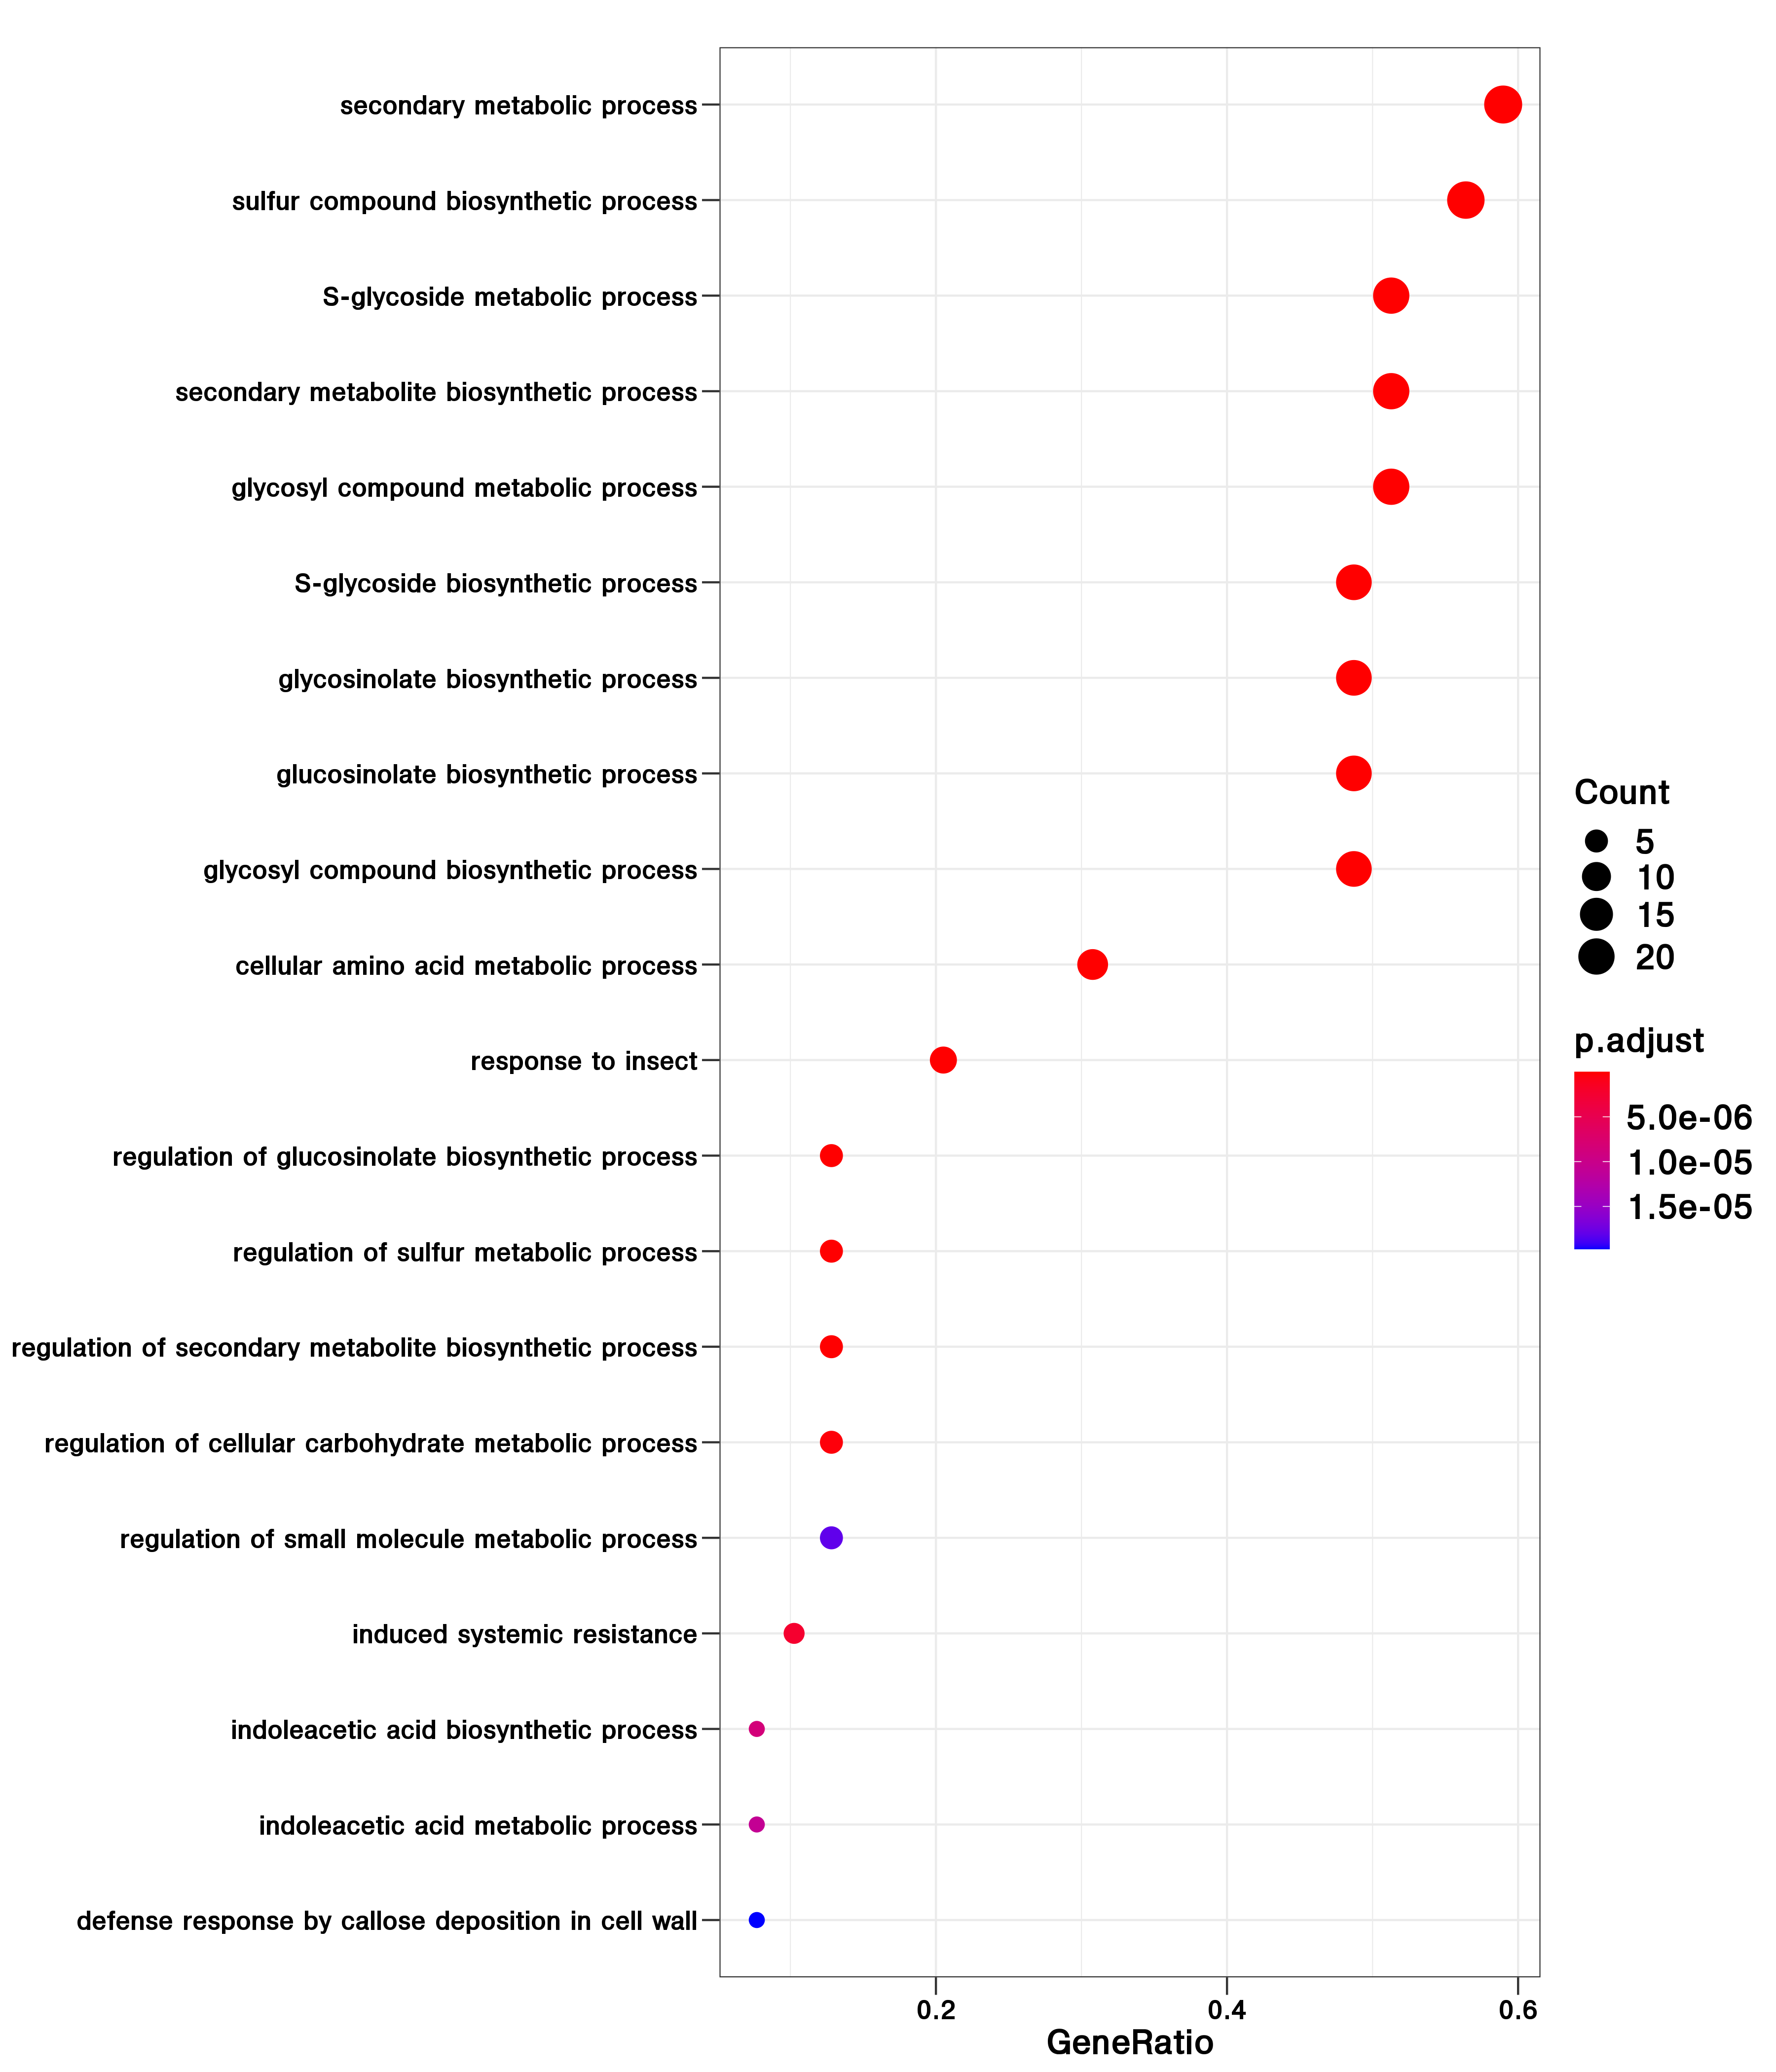 secondary metabolic process
sulfur compound biosynthetic process
S-glycoside metabolic process
secondary metabolite biosynthetic process
glycosyl compound metabolic process
S-glycoside biosynthetic process
glycosinolate biosynthetic process
glucosinolate biosynthetic process
glycosyl compound biosynthetic process
cellular amino acid metabolic process
response to insect
regulation of glucosinolate biosynthetic process
regulation of sulfur metabolic process
regulation of secondary metabolite biosynthetic process
regulation of cellular carbohydrate metabolic process
regulation of small molecule metabolic process
induced systemic resistance
indoleacetic acid biosynthetic process
indoleacetic acid metabolic process
defense response by callose deposition in cell wall
0.2 0.4 0.6
GeneRatio
Count
5
10
15
20
p.adjust
5.0e-06
1.0e-05
1.5e-05